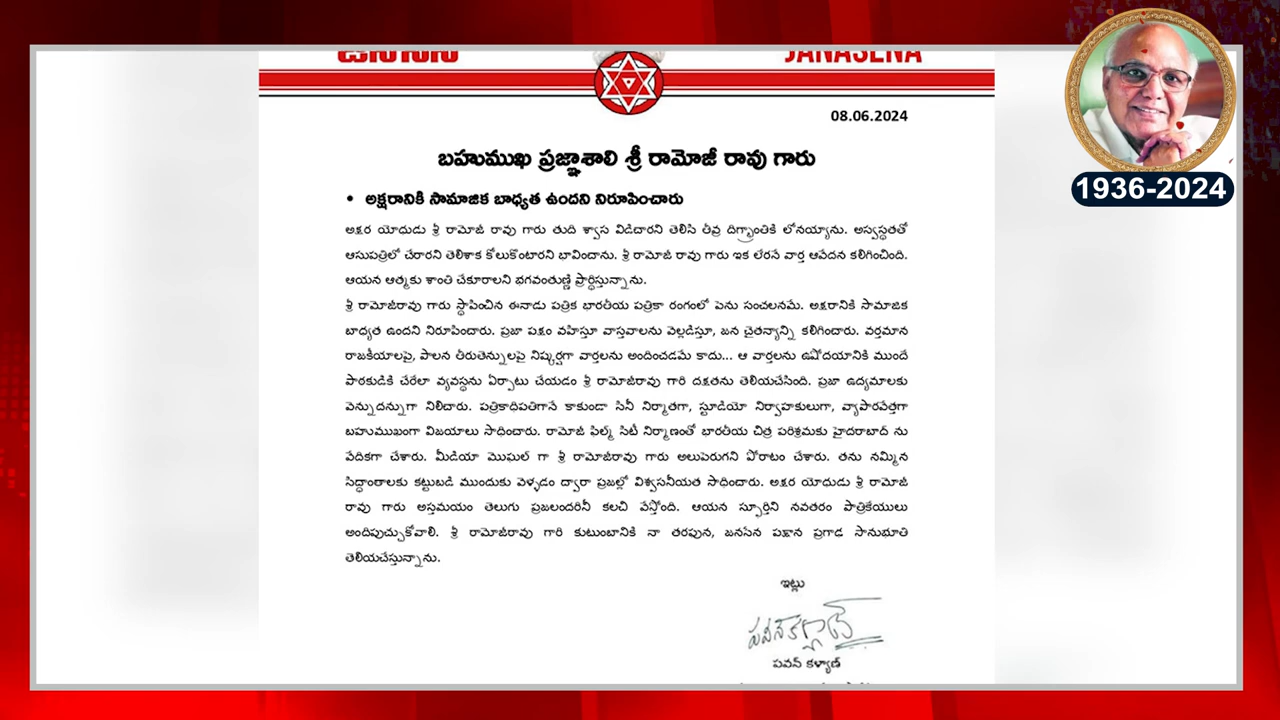 JANASENA
08.06.2024
1936-2024
బహుముఖ ప్రజ్ఞాశాలి శ్రీ రామోజీ రావు గారు
• అక్షరానికి సామాజిక బాధ్యత ఉందని నిరూపించారు
అక్షర యోధుడు శ్రీ రామోజీ రావు గారు తుది శ్వాస విడిచారని తెలిసి తీవ్ర దిగ్భ్రాంతికి లోనయ్యాను. అస్వస్థతతో
ఆసుపత్రిలో చేరారని తెలిశాక కోలుకొంటారని భావించాను. శ్రీ రామోజీ రావు గారు ఇక లేరనే వార్త ఆవేదన కలిగించింది.
ఆయన ఆత్మకు శాంతి చేకూరాలని భగవంతుణ్ణి ప్రార్థిస్తున్నాను.
శ్రీ రామోజీరావు గారు స్థాపించిన ఈనాడు పత్రిక భారతీయ పత్రికా రంగంలో పెను సంచలనమే. అక్షరానికి సామాజిక
బాధ్యత ఉందని నిరూపించారు. ప్రజా పక్షం వహిస్తూ వాస్తవాలను వెల్లడిస్తూ, జన చైతన్యాన్ని కలిగించారు. వర్తమాన
రాజకీయాలపై, పాలన తీరుతెన్నులపై నిష్కర్షగా వార్తలను అందించడమే కాదు... ఆ వార్తలను ఉషోదయానికి ముందే
పాఠకుడికి చేరేలా వ్యవస్థను ఏర్పాటు చేయడం శ్రీ రామోజీరావు గారి దక్షతను తెలియచేసింది. ప్రజా ఉద్యమాలకు
వెన్నుదన్నుగా నిలిచారు. పత్రికాధిపతిగానే కాకుండా సినీ నిర్మాతగా, స్టూడియో నిర్వాహకులుగా, వ్యాపారవేత్తగా
బహుముఖంగా విజయాలు సాధించారు. రామోజీ ఫిల్మ్ సిటీ నిర్మాణంతో భారతీయ చిత్ర పరిశ్రమకు హైదరాబాద్ ను
వేదికగా చేశారు. మీడియా మొఘల్ గా శ్రీ రామోజీరావు గారు అలుపెరుగని పోరాటం చేశారు. తను నమ్మిన
సిద్ధాంతాలకు కట్టుబడి ముందుకు వెళ్ళడం ద్వారా ప్రజల్లో విశ్వసనీయత సాధించారు. అక్షర యోధుడు శ్రీ రామోజీ
రావు గారు అస్తమయం తెలుగు ప్రజలందరినీ కలచి వేస్తోంది. ఆయన స్ఫూర్తిని నవతరం పాత్రికేయులు
అందిపుచ్చుకోవాలి. శ్రీ రామోజీరావు గారి కుటుంబానికి నా తరఫున, జనసేన పక్షాన ప్రగాఢ సానుభూతి
తెలియచేస్తున్నాను.
ఇట్లు
పవన్ కళ్యాణ్
పవన్ కళ్యాణ్